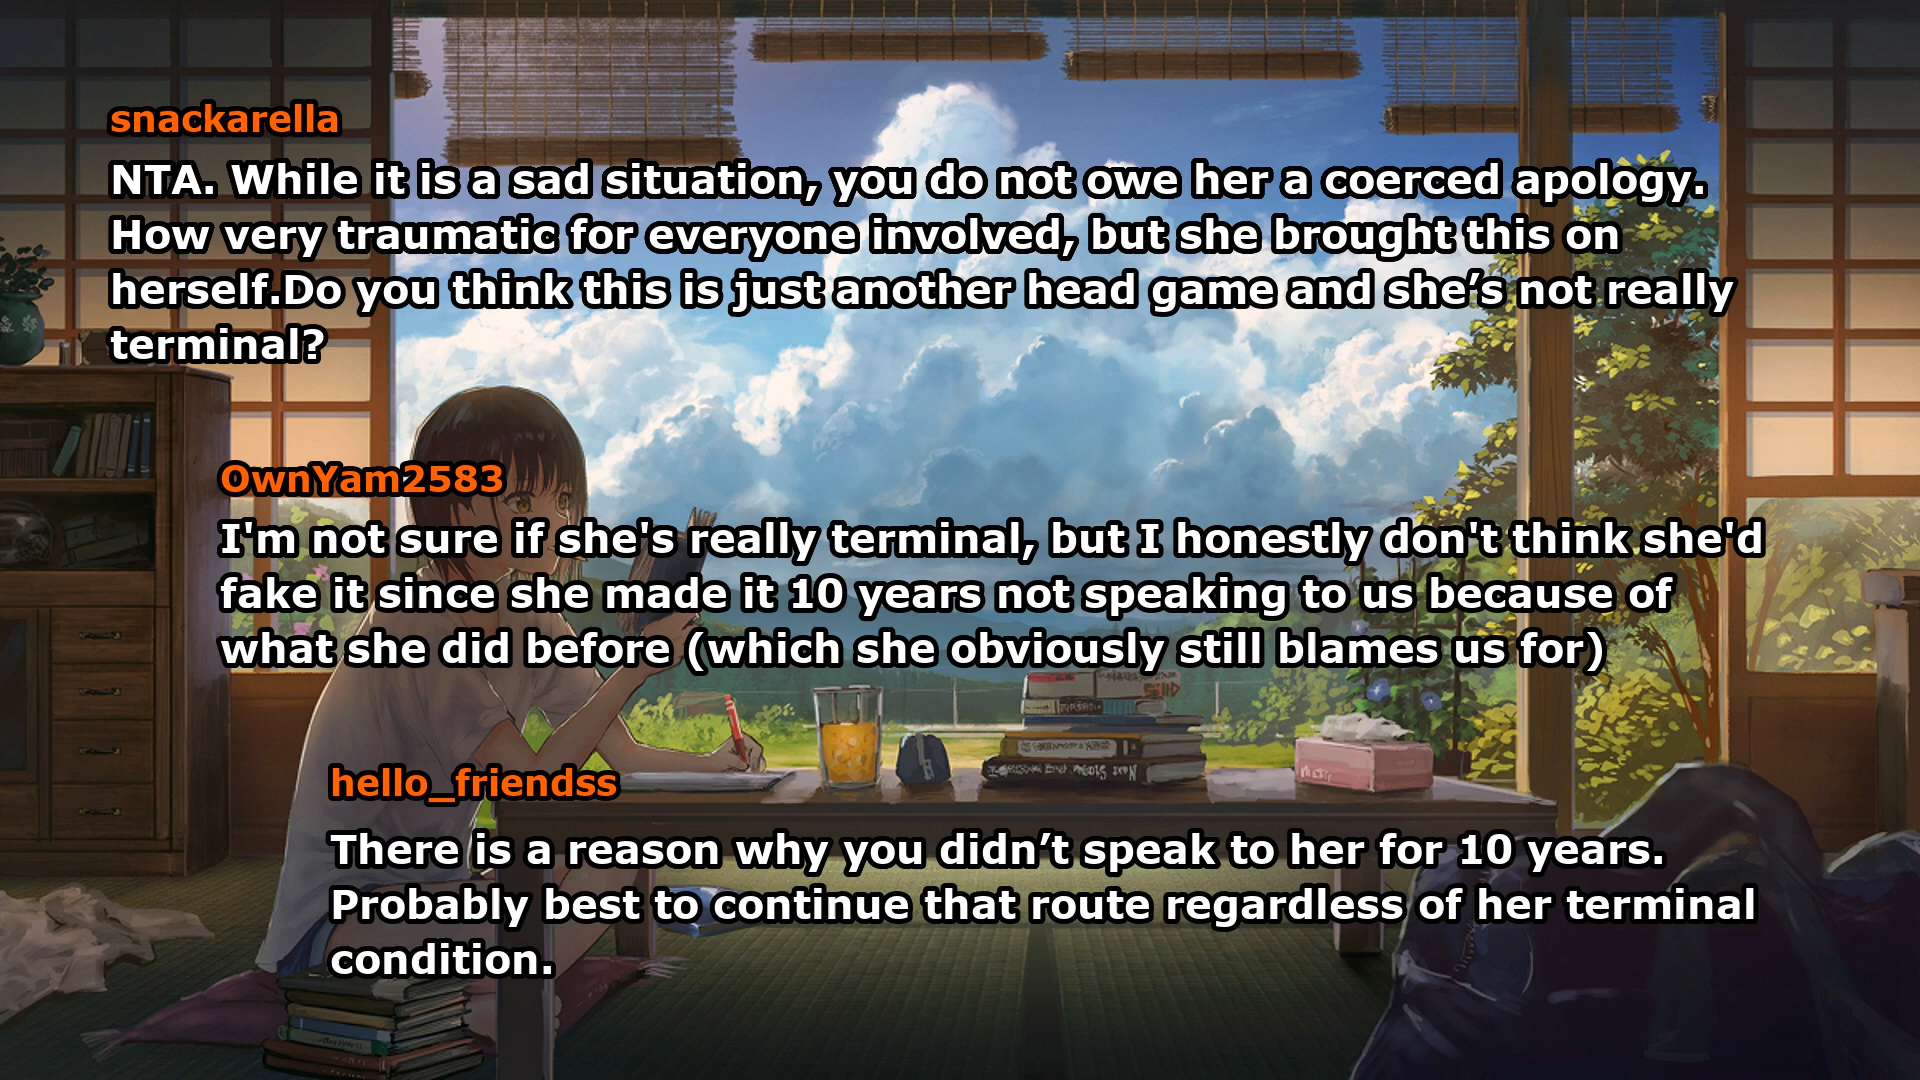 snackarella
NTA. While it is a sad situation, you do not owe her a coerced apology.
How very traumatic for everyone involved, but she brought this on
herself.Do you think this is just another head game and she’s not really
terminal?
OwnYam2583
I'm not sure if she's really terminal, but I honestly don't think she'd
fake it since she made it 10 years not speaking to us because of
what she did before (which she obviously still blames us for)
hello_friendss
There is a reason why you didn’t speak to her for 10 years.
Probably best to continue that route regardless of her terminal
condition.